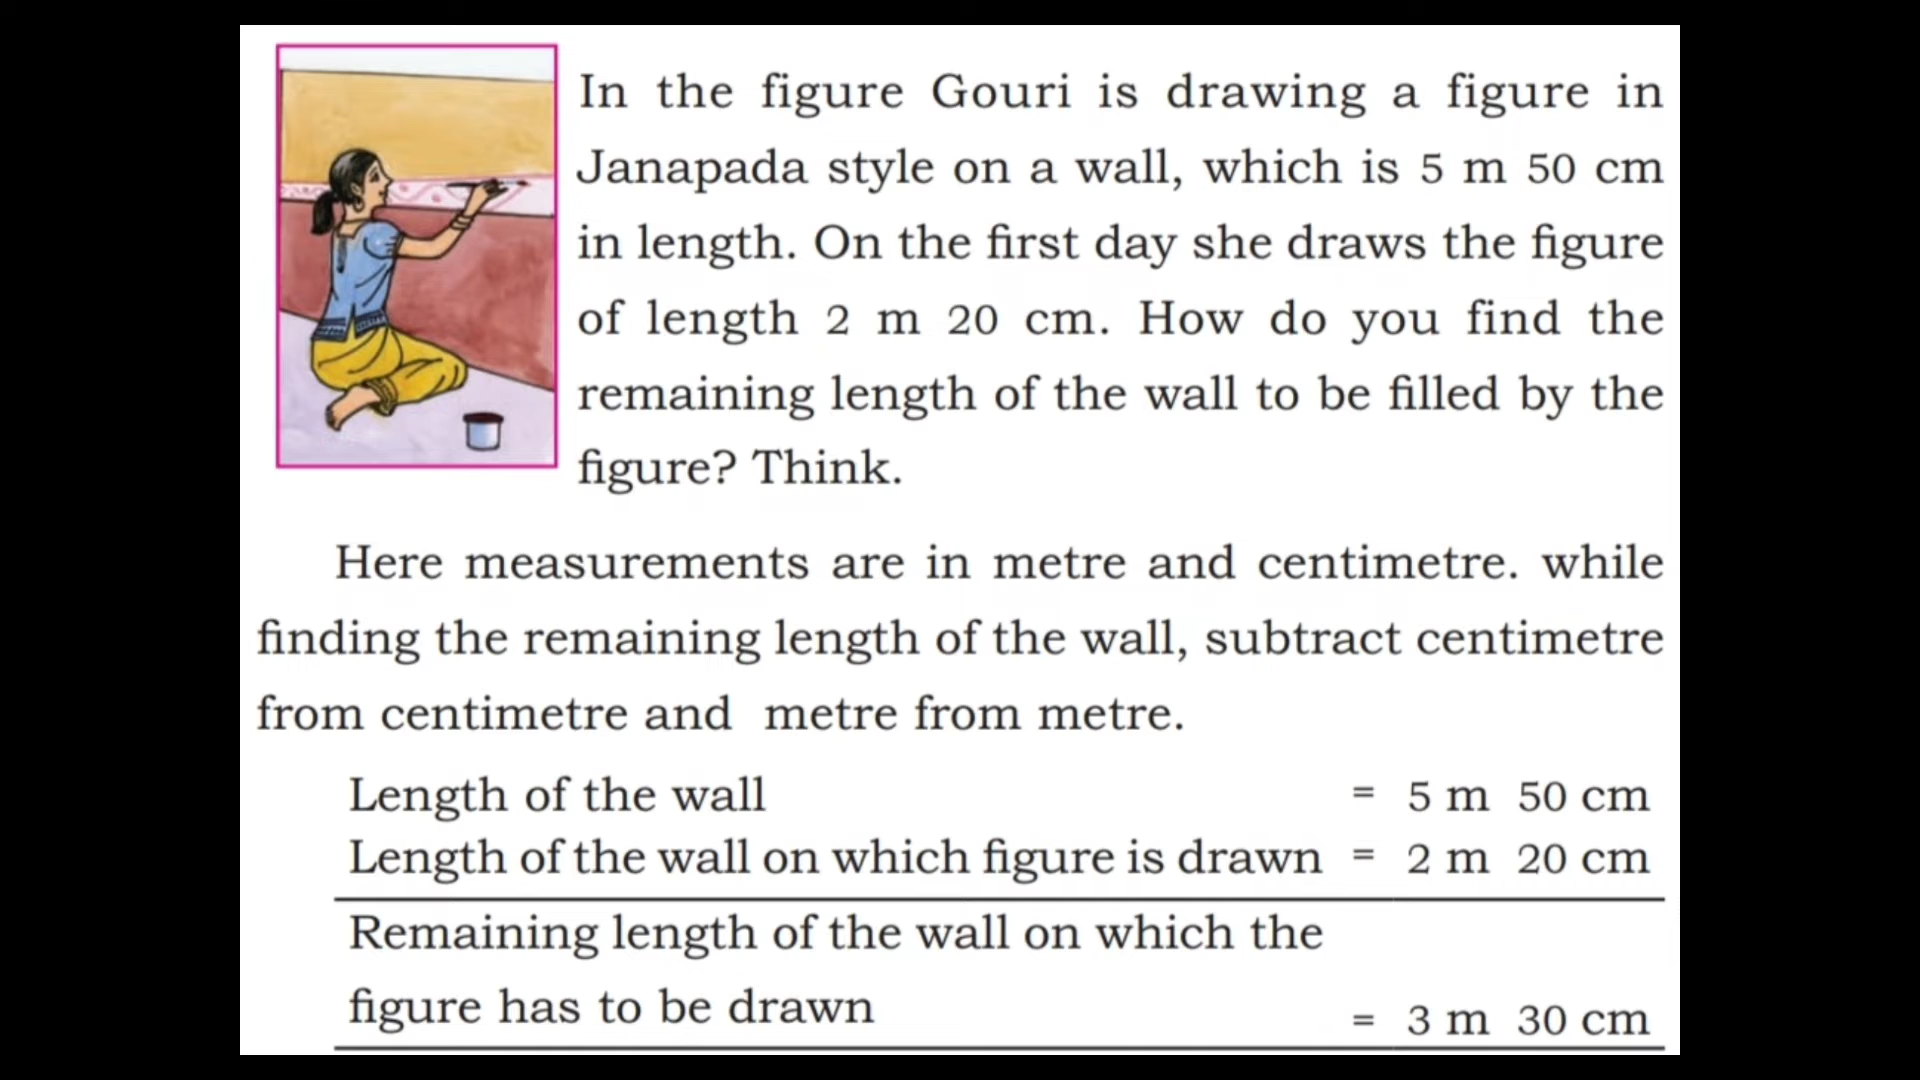 In the figure Gouri is drawing a figure in
Janapada style on a wall, which is 5 m 50 cm
in length. On the first day she draws the figure
of length 2 m 20 cm. How do you find the
remaining length of the wall to be filled by the
figure? Think.
Here measurements are in metre and centimetre. while
finding the remaining length of the wall, subtract centimetre
from centimetre and metre from metre.
Length of the wall = 5 m 50 cm
Length of the wall on which figure is drawn = 2 m 20 cm
Remaining length of the wall on which the
figure has to be drawn = 3 m 30 cm